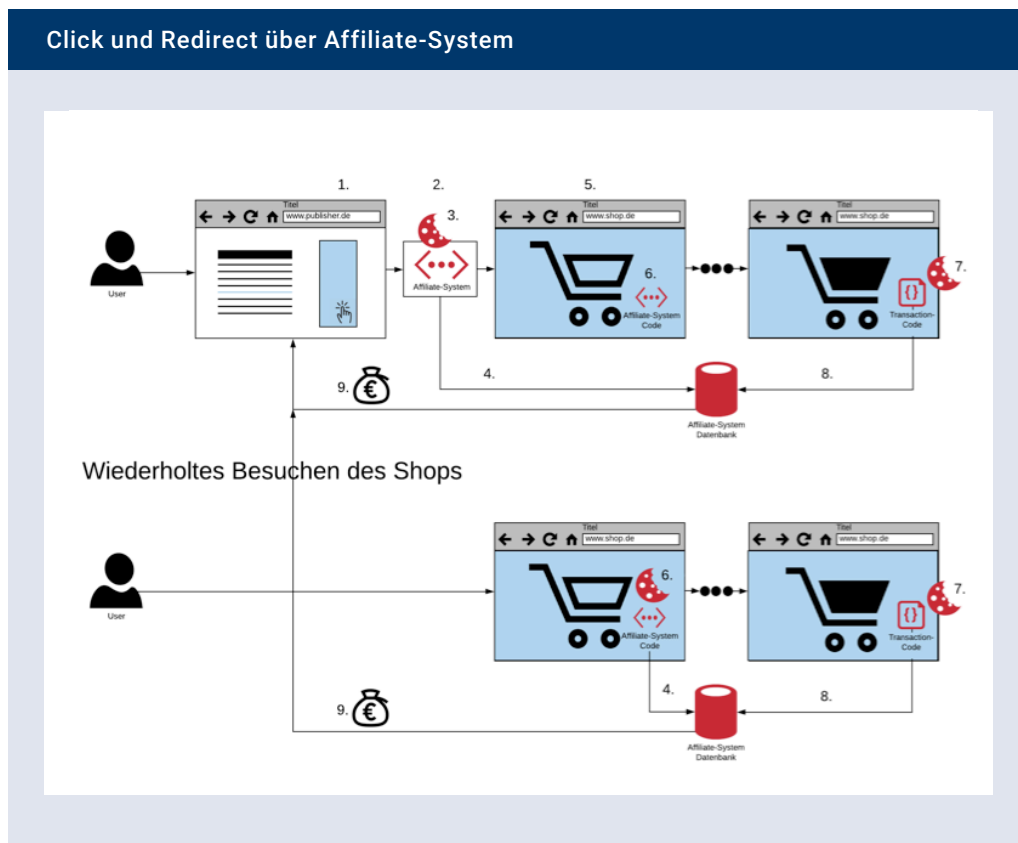 Click und Redirect über Affiliate-System
1.
2.
3.
5.
Titel
www.publisher.de
Titel
www.shop.de
Titel
www.shop.de
6.
7.
User
Affiliate-System
Affiliate-System
Code
Transaction-
Code
4.
8.
9.
€
Affiliate-System
Datenbank
Wiederholtes Besuchen des Shops
Titel
www.shop.de
Titel
www.shop.de
6.
7.
User
Affiliate-System
Code
Transaction-
Code
4.
8.
9.
€
Affiliate-System
Datenbank